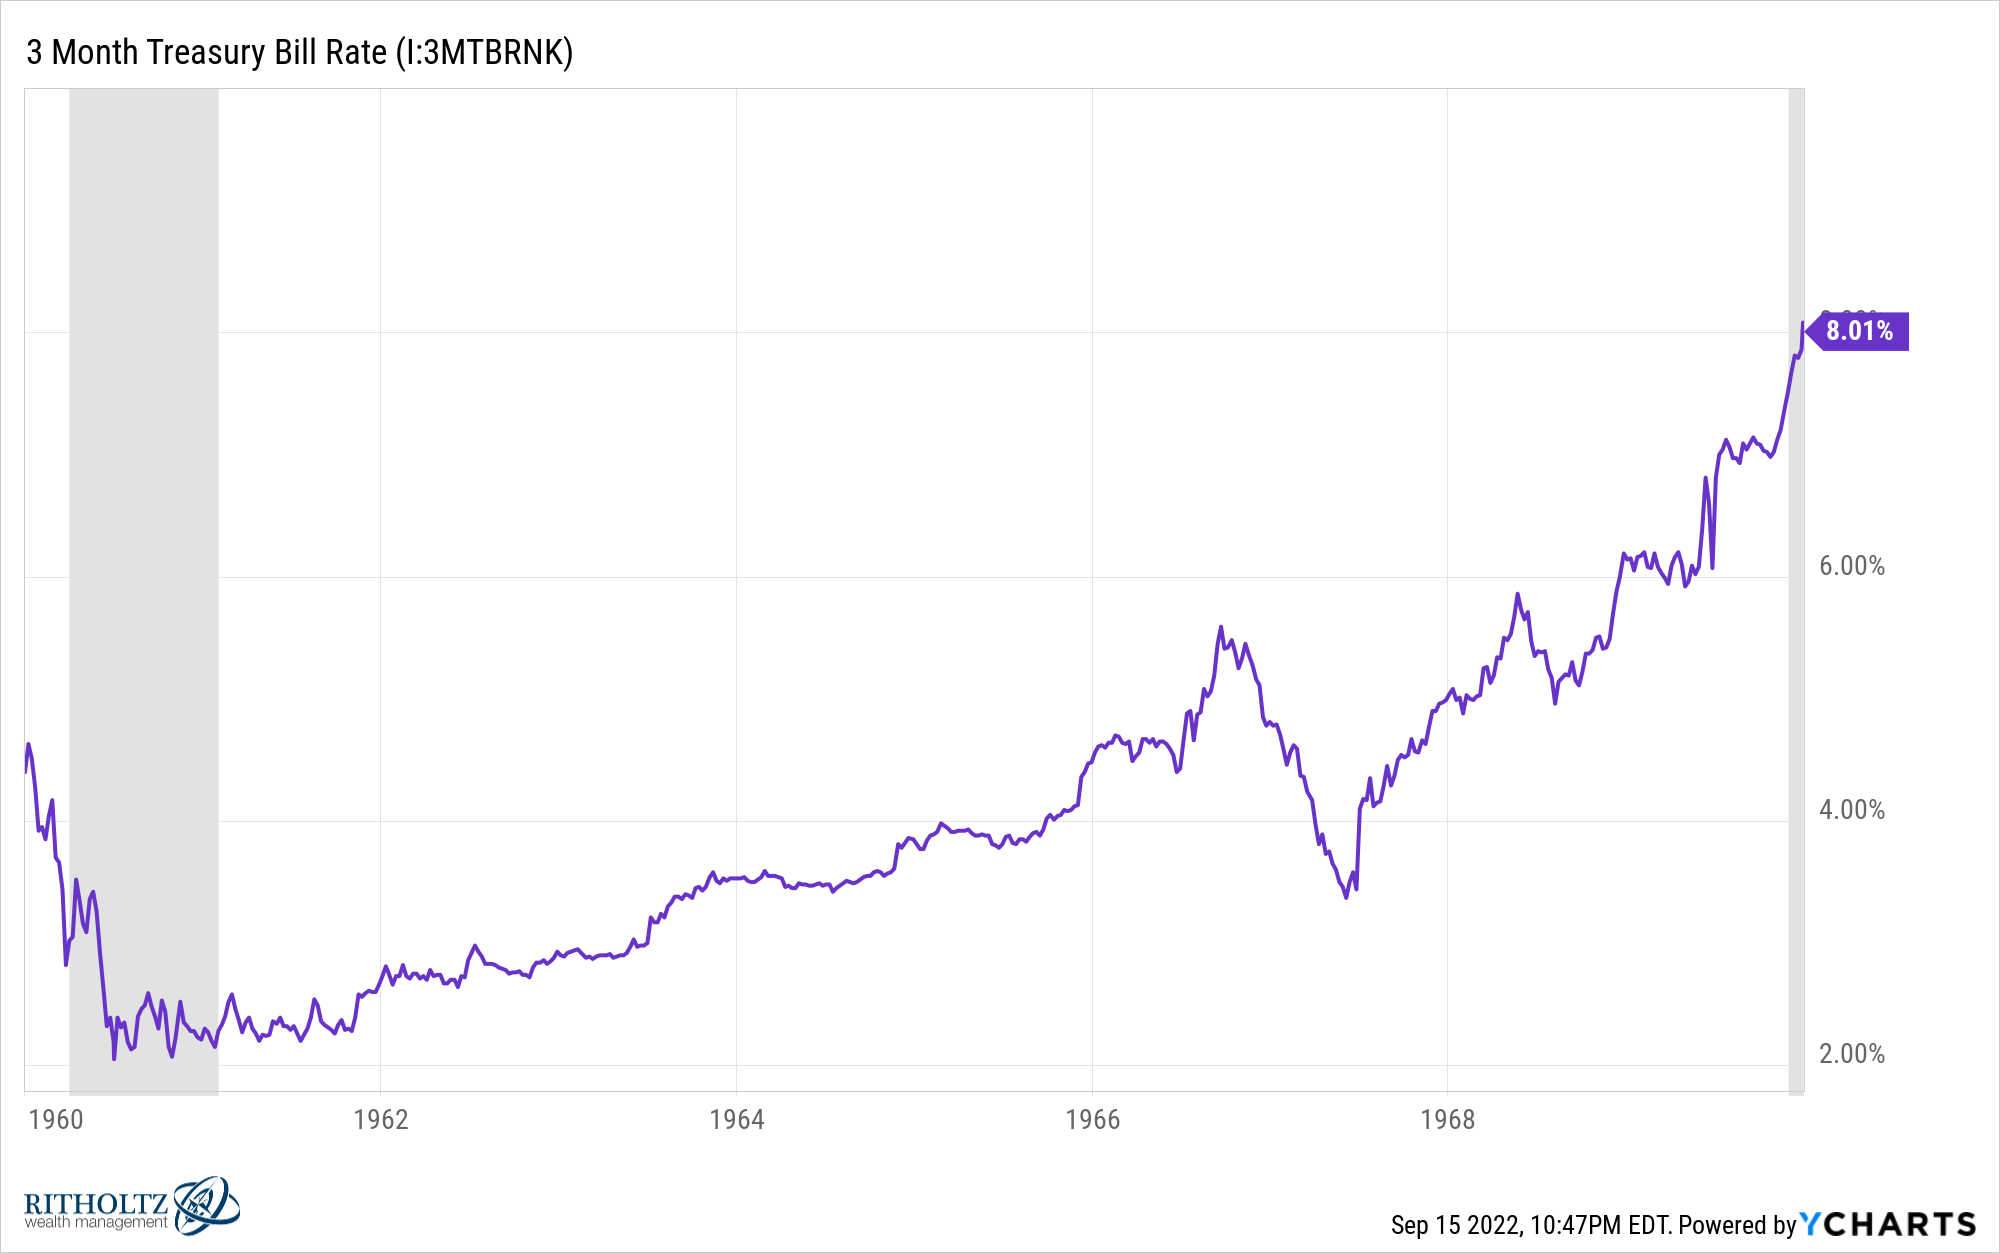 3 Month Treasury Bill Rate (I:3MTBRNK)
8.01%
6.00%
4.00%
2.00%
1960 1962 1964 1966 1968
RITHOLTZ
wealth management
Sep 15 2022, 10:47PM EDT. Powered by YCHARTS